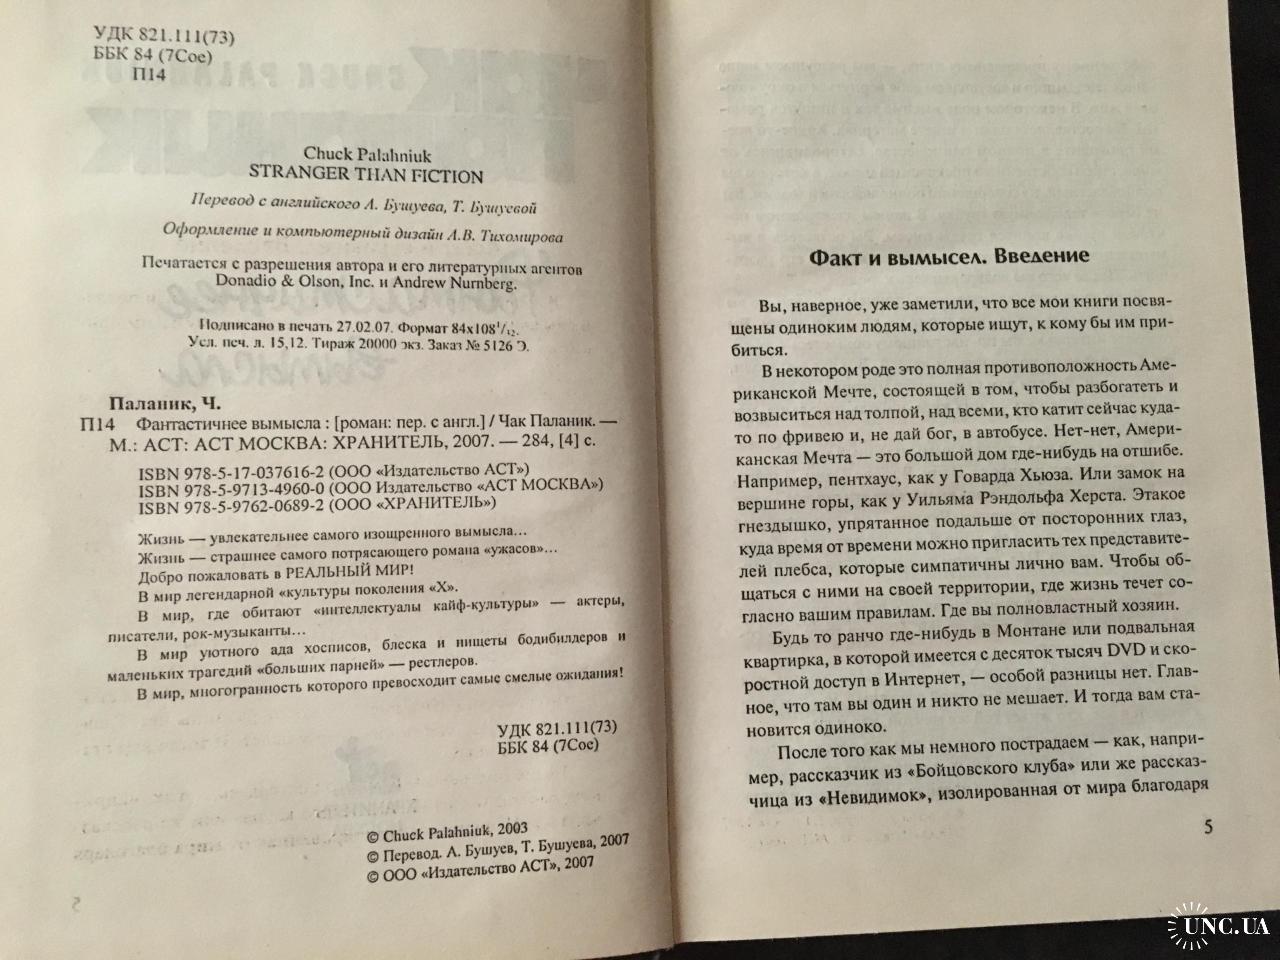 УДК 821.111(73)
ББК 84 (7Сое)
П14
Chuck Palahniuk
STRANGER THAN FICTION
Перевод с английского А. Бушуева, Т. Бушуевой
Оформление и компьютерный дизайн А.В. Тихомирова
Печатается с разрешения автора и его литературных агентов
Donadio & Olson, Inc. и Andrew Nurnberg.
Подписано в печать 27.02.07. Формат 84х108 1/12.
Усл. печ. л. 15,12. Тираж 20000 экз. Заказ № 5126 Э.
Паланик, Ч.
П14 Фантастичнее вымысла : [роман: пер. с англ.] / Чак Паланик. —
М.: АСТ: АСТ МОСКВА: ХРАНИТЕЛЬ, 2007. — 284, [4] с.
ISBN 978-5-17-037616-2 (ООО «Издательство АСТ»)
ISBN 978-5-9713-4960-0 (ООО Издательство «АСТ МОСКВА»)
ISBN 978-5-9762-0689-2 (ООО «ХРАНИТЕЛЬ»)
Жизнь — увлекательнее самого изощренного вымысла...
Жизнь — страшнее самого потрясающего романа «ужасов»...
Добро пожаловать в РЕАЛЬНЫЙ МИР!
В мир легендарной «культуры поколения «Х».
В мир, где обитают «интеллектуалы кайф-культуры» — актеры,
писатели, рок-музыканты...
В мир уютного ада хосписов, блеска и нищеты бодибиллдеров и
маленьких трагедий «больших парней» — рестлеров.
В мир, многогранность которого превосходит самые смелые ожидания!
УДК 821.111(73)
ББК 84 (7Сое)
© Chuck Palahniuk, 2003
© Перевод. А. Бушуев, Т. Бушуева, 2007
© ООО «Издательство АСТ», 2007
Факт и вымысел. Введение
Вы, наверное, уже заметили, что все мои книги посвя-
щены одиноким людям, которые ищут, к кому бы им при-
биться.
В некотором роде это полная противоположность Аме-
риканской Мечте, состоящей в том, чтобы разбогатеть и
возвыситься над толпой, над всеми, кто катит сейчас куда-
то по фривею и, не дай бог, в автобусе. Нет-нет, Амери-
канская Мечта — это большой дом где-нибудь на отшибе.
Например, пентхаус, как у Говарда Хьюза. Или замок на
вершине горы, как у Уильяма Рэндольфа Херста. Этакое
гнездышко, упрятанное подальше от посторонних глаз,
куда время от времени можно пригласить тех представите-
лей плебса, которые симпатичны лично вам. Чтобы об-
щаться с ними на своей территории, где жизнь течет со-
гласно вашим правилам. Где вы полновластный хозяин.
Будь то ранчо где-нибудь в Монтане или подвальная
квартирка, в которой имеется с десяток тысяч DVD и ско-
ростной доступ в Интернет, — особой разницы нет. Глав-
ное, что там вы один и никто не мешает. И тогда вам ста-
новится одиноко.
После того как мы немного пострадаем — как, напри-
мер, рассказчик из «Бойцовского клуба» или же рассказ-
чица из «Невидимок», изолированная от мира благодаря
5
UNC.UA